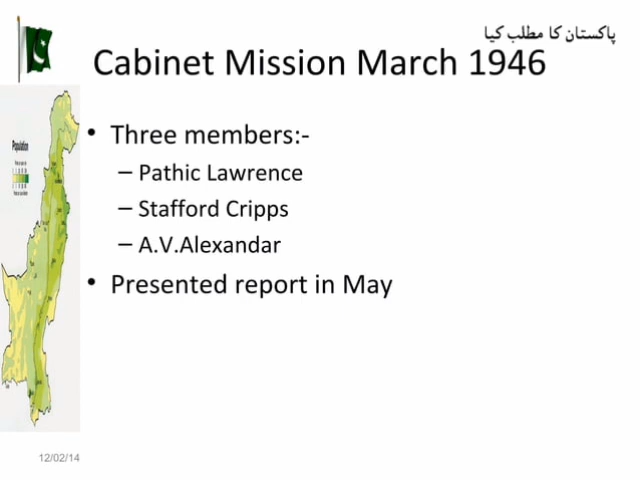 پاکستان کا مطلب کیا
Cabinet Mission March 1946
• Three members:-
– Pathic Lawrence
– Stafford Cripps
– A.V.Alexandar
• Presented report in May
Population
12/02/14